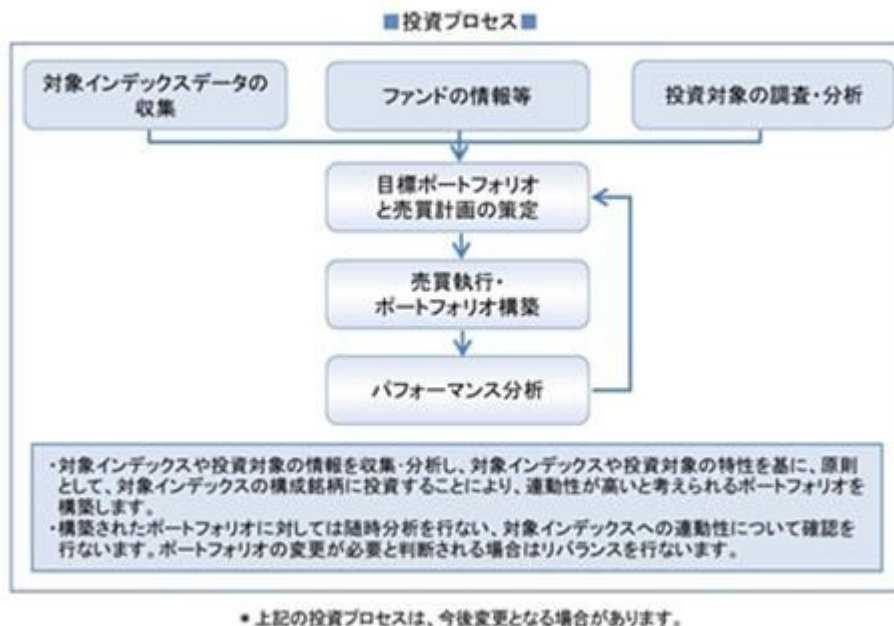 ■投資プロセス■
対象インデックスデータの
収集
ファンドの情報等
投資対象の調査・分析
目標ポートフォリオ
と売買計画の策定
売買執行・
ポートフォリオ構築
パフォーマンス分析
・対象インデックスや投資対象の情報を収集・分析し、対象インデックスや投資対象の特性を基に、原則
として、対象インデックスの構成銘柄に投資することにより、連動性が高いと考えられるポートフォリオを
構築します。
・構築されたポートフォリオに対しては随時分析を行ない、対象インデックスへの連動性について確認を
行ないます。ポートフォリオの変更が必要と判断される場合はリバランスを行ないます。
* 上記の投資プロセスは、今後変更となる場合があります。